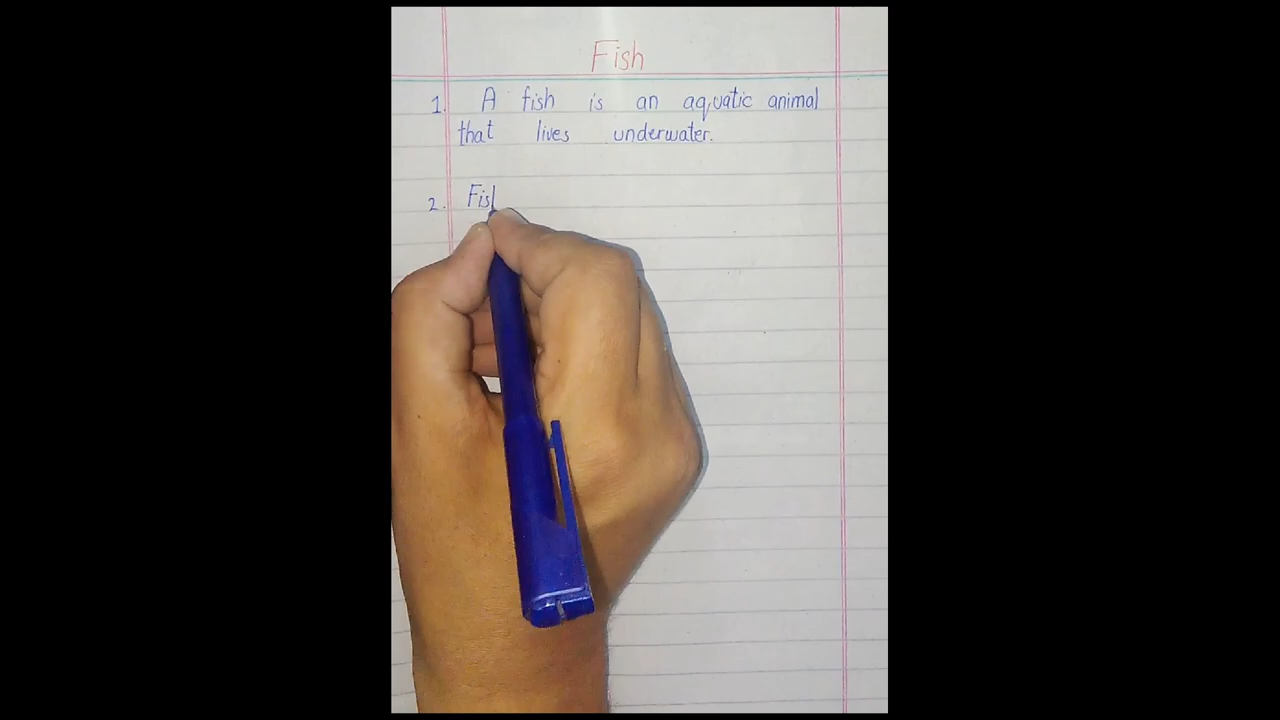 Fish
1. A fish is an aquatic animal
that lives underwater.
2. Fis